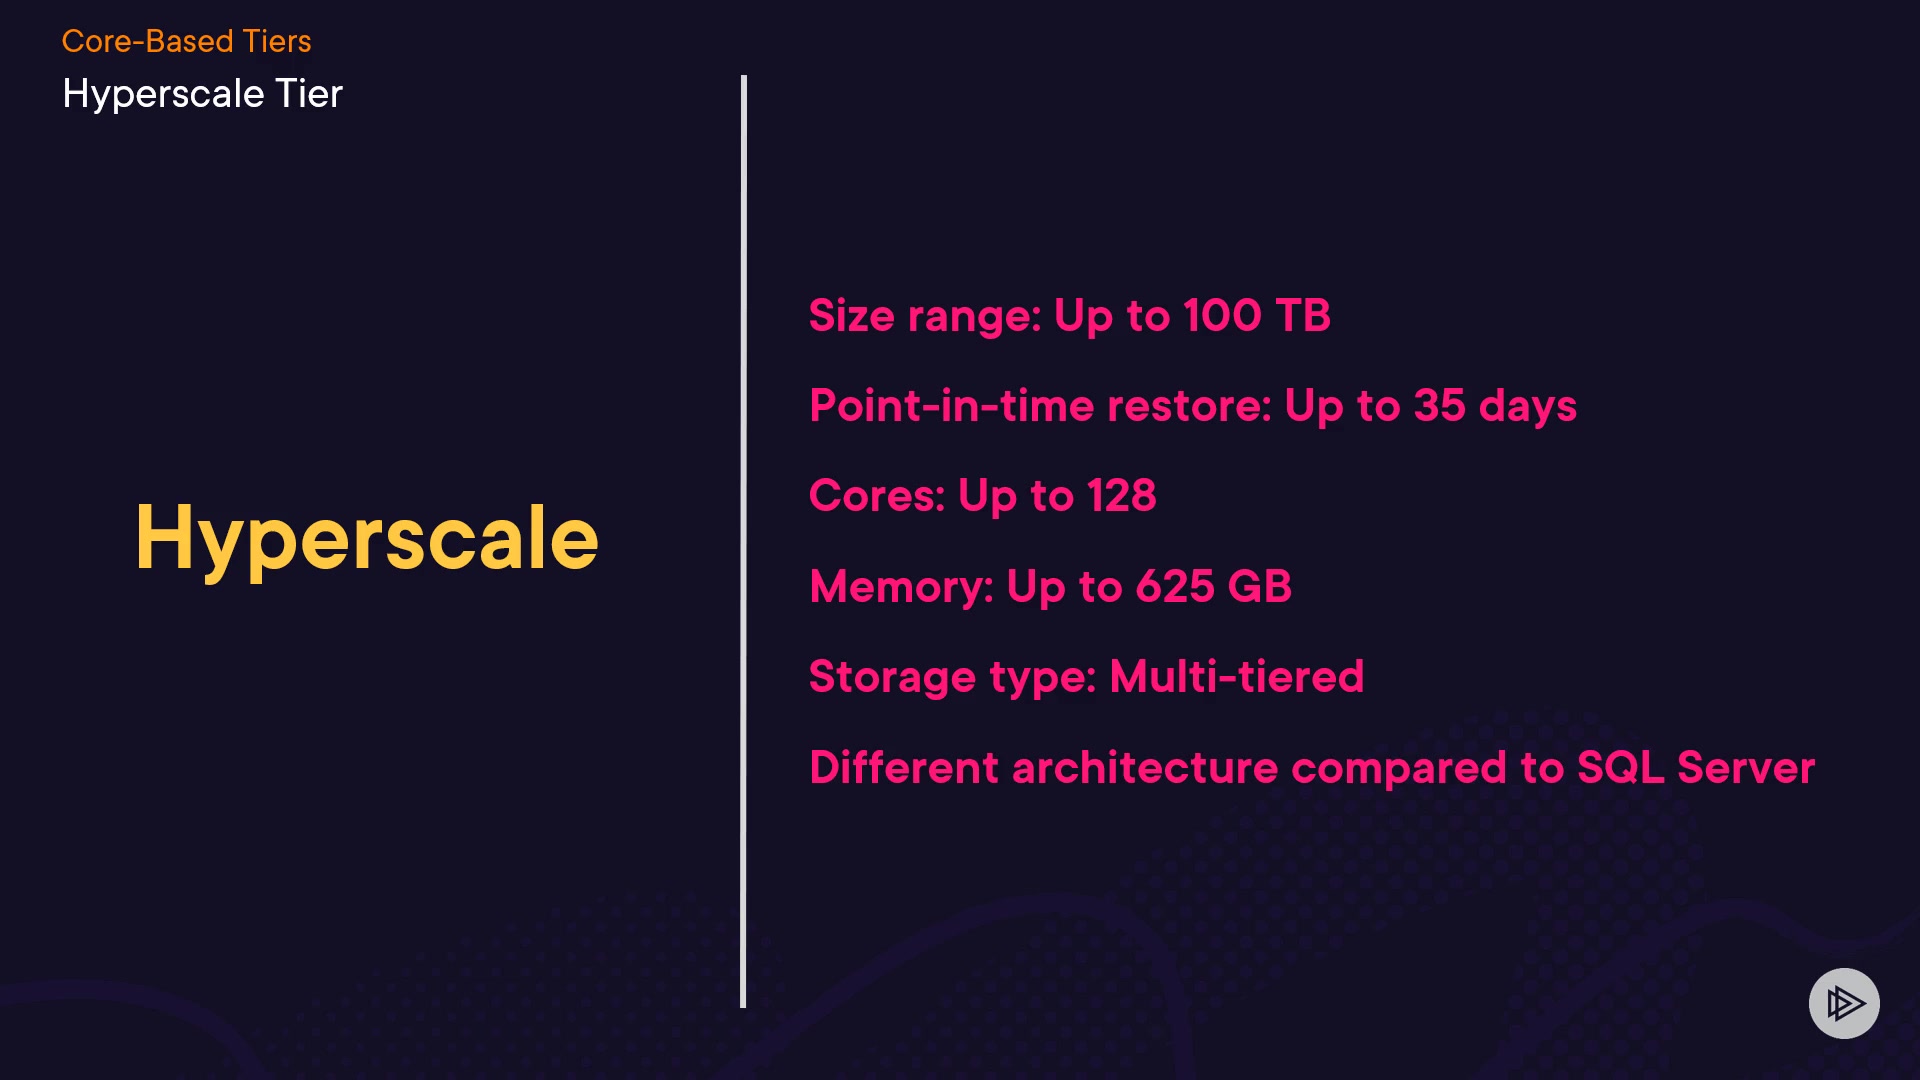 Core-Based Tiers
Hyperscale Tier
Hyperscale
Size range: Up to 100 TB
Point-in-time restore: Up to 35 days
Cores: Up to 128
Memory: Up to 625 GB
Storage type: Multi-tiered
Different architecture compared to SQL Server